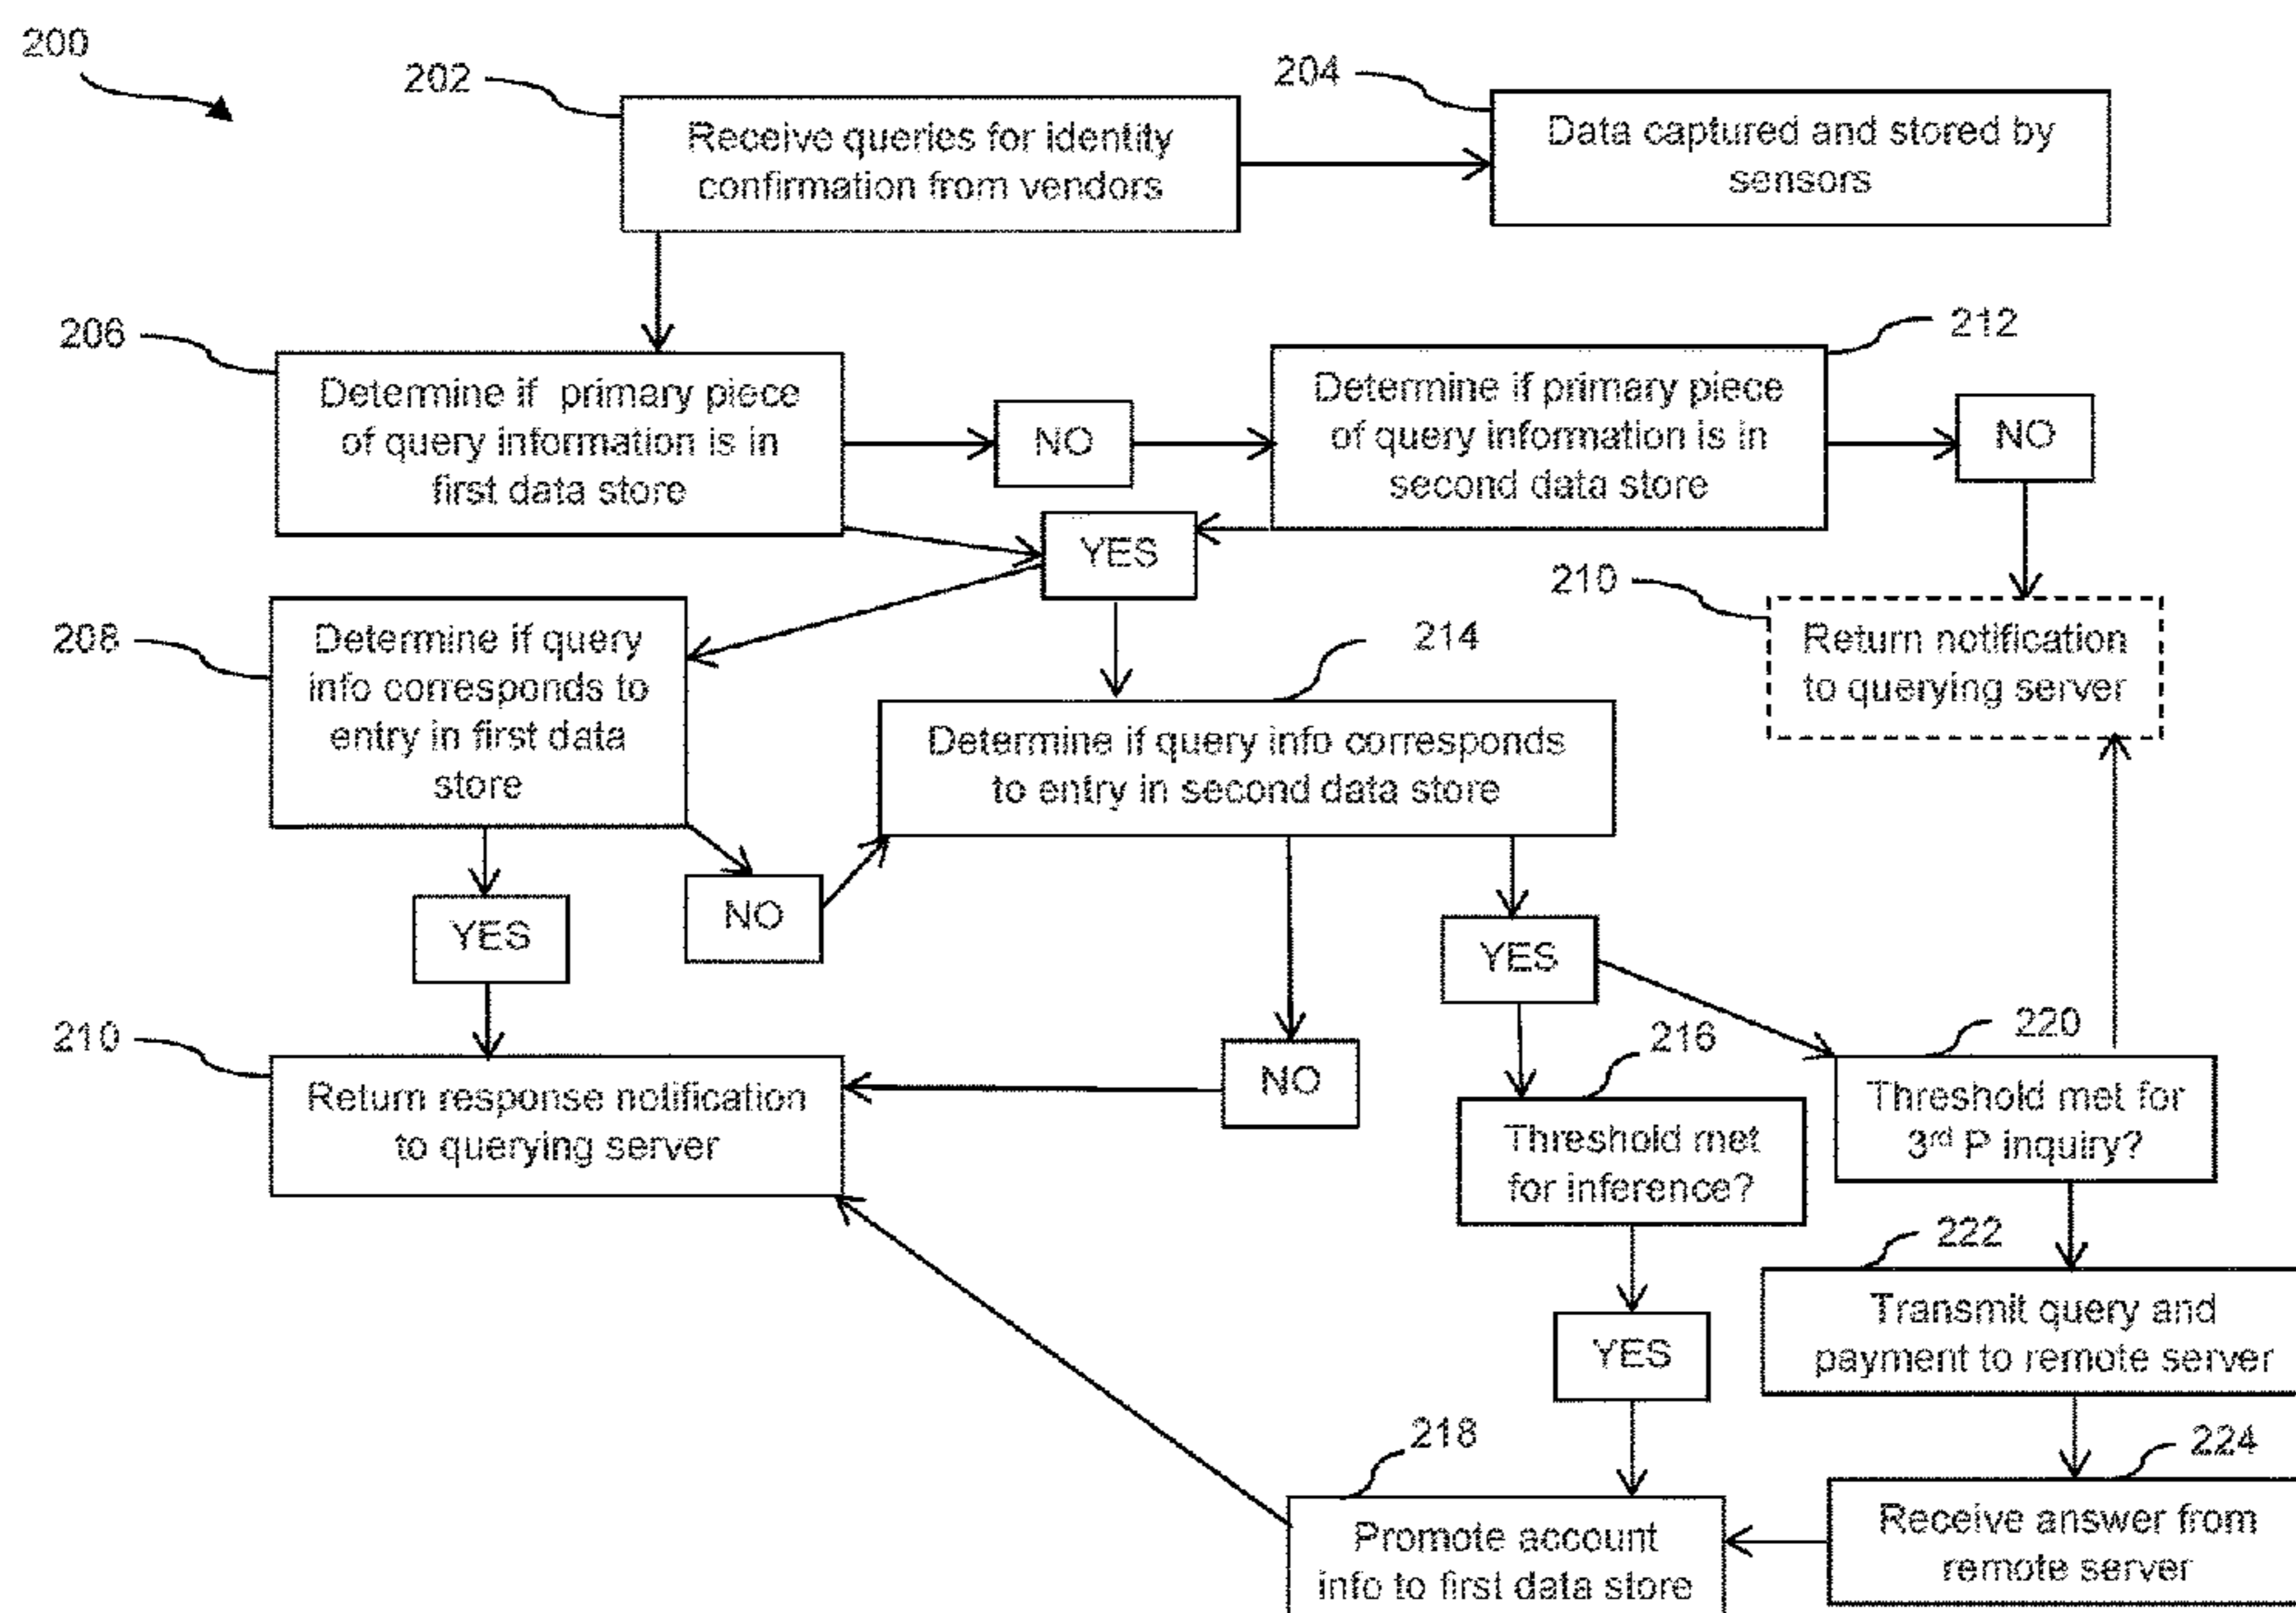 200
202
Receive queries for identity
confirmation from vendors
204
Data captured and stored by
sensors
206
Determine if primary piece
of query information is in
first data store
NO
212
Determine if primary piece
of query information is in
second data store
NO
YES
210
Return notification
to querying server
208
Determine if query
info corresponds to
entry in first data
store
214
Determine if query info corresponds
to entry in second data store
YES
NO
YES
NO
210
Return response notification
to querying server
216
Threshold met
for inference?
220
Threshold met for
3rd P inquiry?
222
Transmit query and
payment to remote server
YES
218
Promote account
info to first data store
224
Receive answer from
remote server